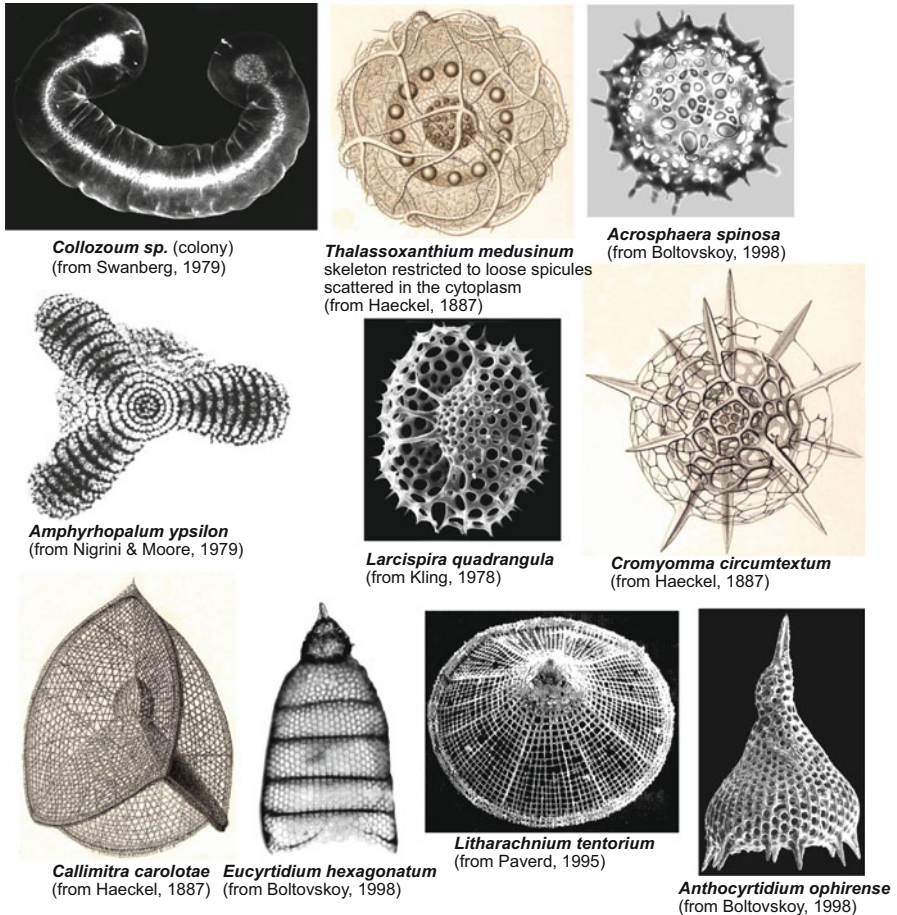 Collozoum sp. (colony)
(from Swanberg, 1979)
Thalassoxanthium medusinum
skeleton restricted to loose spicules
scattered in the cytoplasm
(from Haeckel, 1887)
Acrosphaera spinosa
(from Boltovskoy, 1998)
Amphyrhopalum ypsilon
(from Nigrini & Moore, 1979)
Larcispira quadrangula
(from Kling, 1978)
Cromyomma circumtextum
(from Haeckel, 1887)
Callimitra carolotae
(from Haeckel, 1887)
Eucyrtidium hexagonatum
(from Boltovskoy, 1998)
Litharachnium tentorium
(from Paverd, 1995)
Anthocyrtidium ophirense
(from Boltovskoy, 1998)